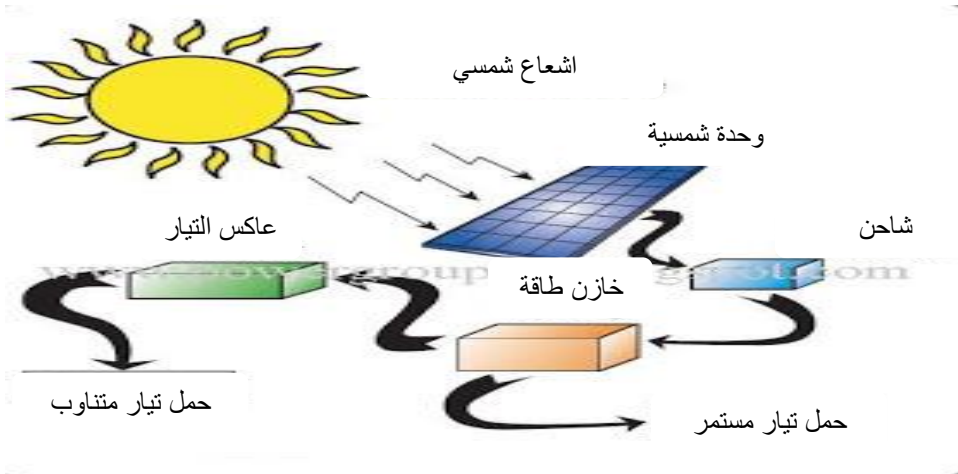 اشعاع شمسي
وحدة شمسية
شاحن
عاكس التيار
خازن طاقة
حمل تيار متناوب
حمل تيار مستمر